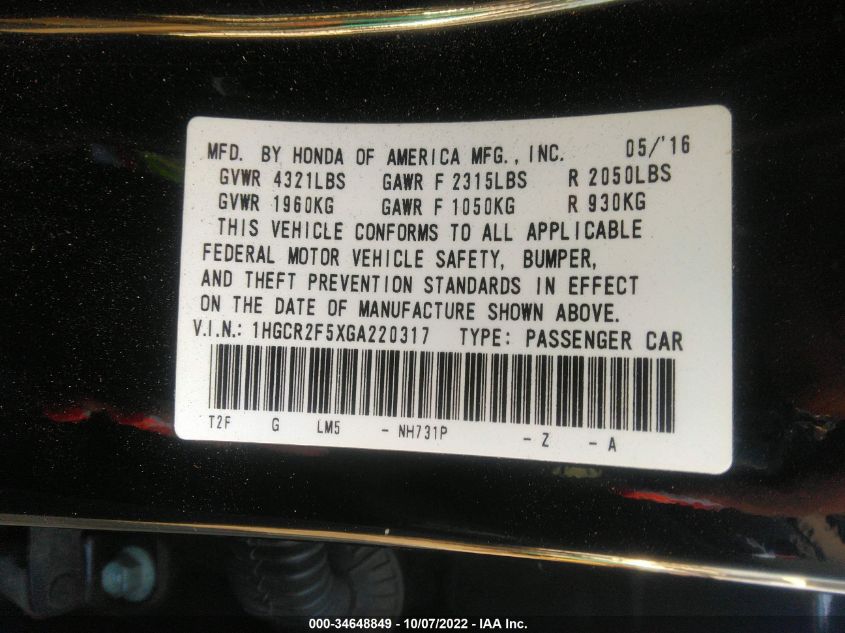 MFD. BY HONDA OF AMERICA MFG., INC. 05/'16
GVWR 4321LBS GAWR F 2315LBS R 2050LBS
GVWR 1960KG GAWR F 1050KG R 930KG
THIS VEHICLE CONFORMS TO ALL APPLICABLE
FEDERAL MOTOR VEHICLE SAFETY, BUMPER,
AND THEFT PREVENTION STANDARDS IN EFFECT
ON THE DATE OF MANUFACTURE SHOWN ABOVE.
V.I.N.: 1HGCR2F5XGA220317 TYPE: PASSENGER CAR
T2F G LM5 - NH731P - Z - A
000-34648849 - 10/07/2022 - IAA Inc.